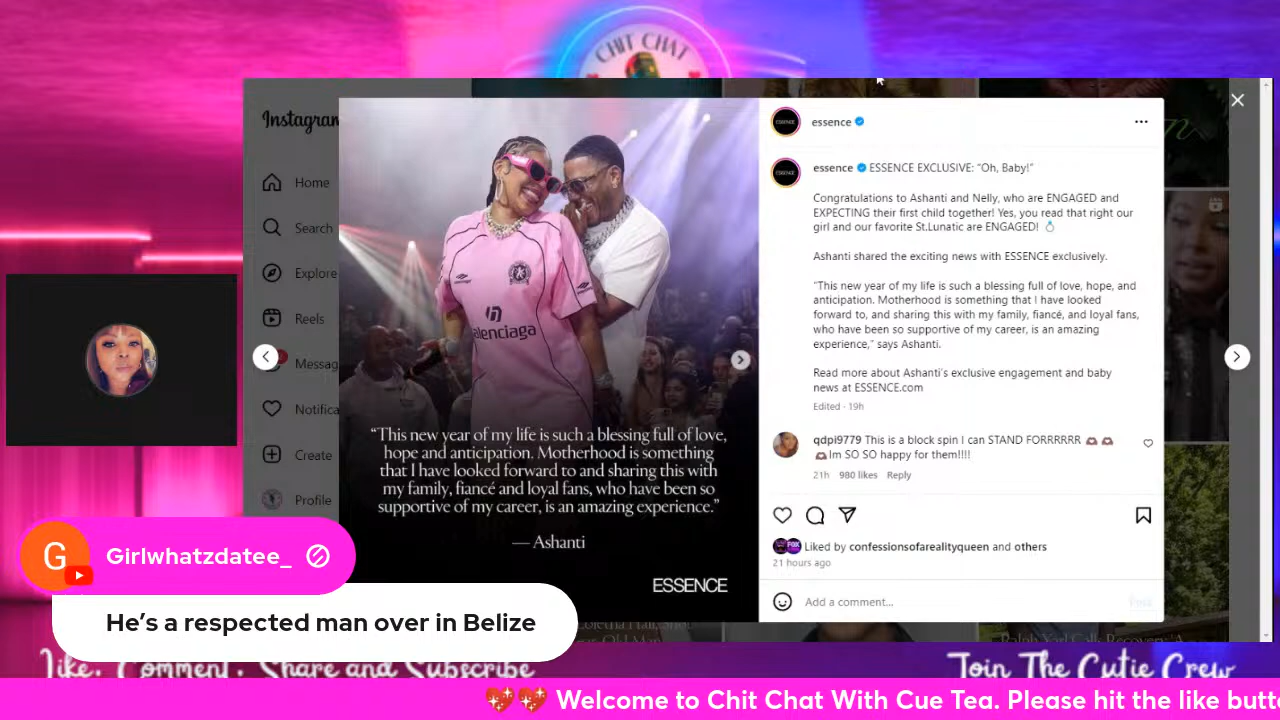 CHIT CHAT
Instagram
Home
Search
Explore
Reels
Messag
Notifica
Create
Profile
alenciaga
“This new year of my life is such a blessing full of love,
hope and anticipation. Motherhood is something
that I have looked forward to and sharing this with
my family, fiancé and loyal fans, who have been so
supportive of my career, is an amazing experience.”
— Ashanti
ESSENCE
essence
essence ESSENCE EXCLUSIVE: “Oh, Baby!”
Congratulations to Ashanti and Nelly, who are ENGAGED and
EXPECTING their first child together! Yes, you read that right our
girl and our favorite St.Lunatic are ENGAGED! 💍
Ashanti shared the exciting news with ESSENCE exclusively.
“This new year of my life is such a blessing full of love, hope, and
anticipation. Motherhood is something that I have looked
forward to, and sharing this with my family, fiancé, and loyal fans,
who have been so supportive of my career, is an amazing
experience,” says Ashanti.
Read more about Ashanti’s exclusive engagement and baby
news at ESSENCE.com
Edited · 19h
qdpi9779 This is a block spin I can STAND FORRRRRR
Im SO SO happy for them!!!!
21h 980 likes Reply
Liked by confessionsofarealityqueen and others
21 hours ago
Add a comment...
Post
G
Girlwhatzdatee_
He’s a respected man over in Belize
Like, Comment, Share and Subscribe
Join The Cutie Crew
💖💖 Welcome to Chit Chat With Cue Tea. Please hit the like butt